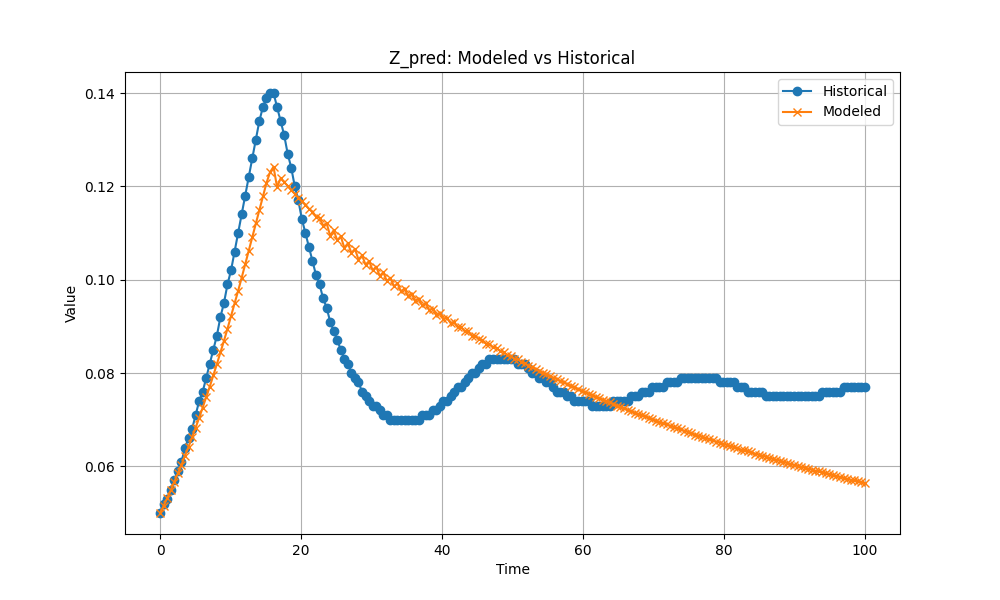 Z_pred: Modeled vs Historical
Historical
Modeled
Value
0.14
0.12
0.10
0.08
0.06
0
20
40
60
80
100
Time